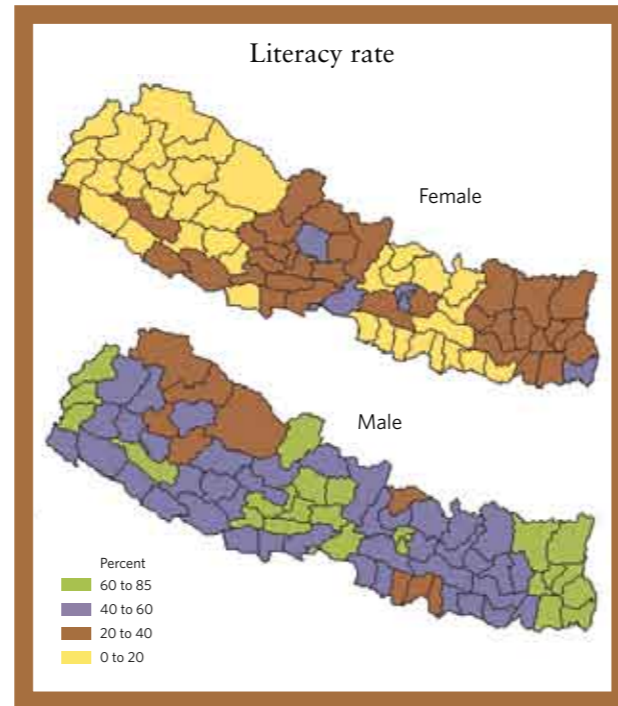 Literacy rate
Female
Male
Percent
60 to 85
40 to 60
20 to 40
0 to 20